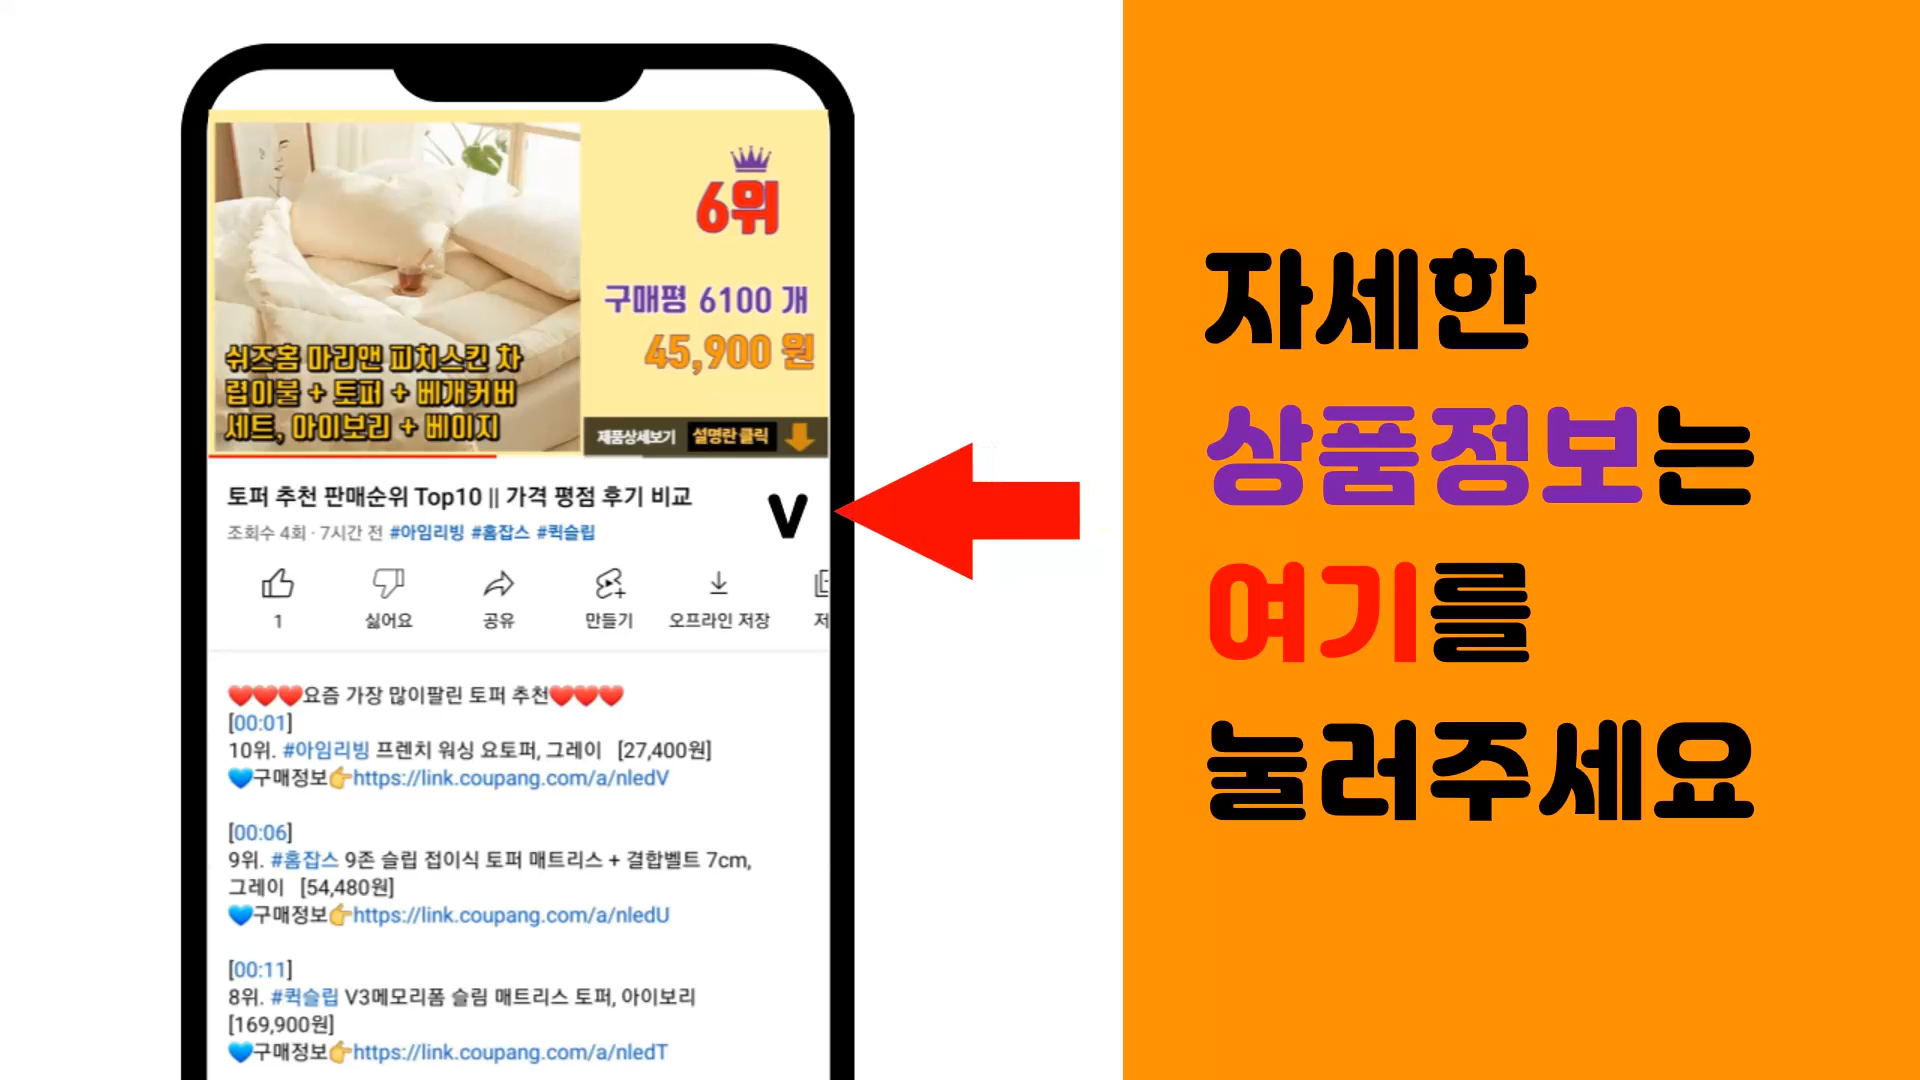 6위
구매평 6100 개
45,900 원
쉬즈홈 마리앤 피치스킨 차
렵이불 + 토퍼 + 베개커버
세트, 아이보리 + 베이지
제품상세보기 설명란 클릭
토퍼 추천 판매순위 Top10 || 가격 평점 후기 비교
V
조회수 4회 · 7시간 전 #아임리빙 #홈잡스 #퀵슬립
1 싫어요 공유 만들기 오프라인 저장 저
❤️❤️❤️요즘 가장 많이팔린 토퍼 추천❤️❤️❤️
[00:01]
10위. #아임리빙 프렌치 워싱 요토퍼, 그레이 [27,400원]
💙구매정보👉https://link.coupang.com/a/nledV
[00:06]
9위. #홈잡스 9존 슬립 접이식 토퍼 매트리스 + 결합벨트 7cm,
그레이 [54,480원]
💙구매정보👉https://link.coupang.com/a/nledU
[00:11]
8위. #퀵슬립 V3메모리폼 슬림 매트리스 토퍼, 아이보리
[169,900원]
💙구매정보👉https://link.coupang.com/a/nledT
자세한
상품정보는
여기를
눌러주세요